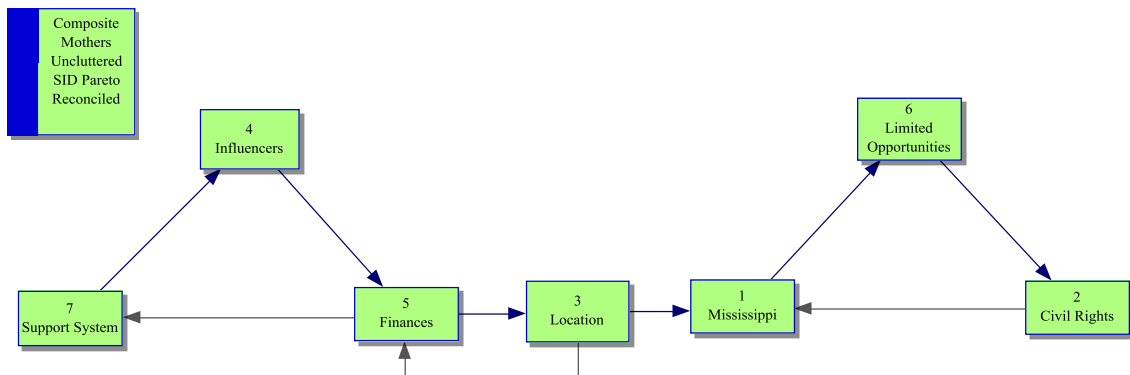 Composite
Mothers
Uncluttered
SID Pareto
Reconciled
4
Influencers
6
Limited
Opportunities
7
Support System
5
Finances
3
Location
1
Mississippi
2
Civil Rights